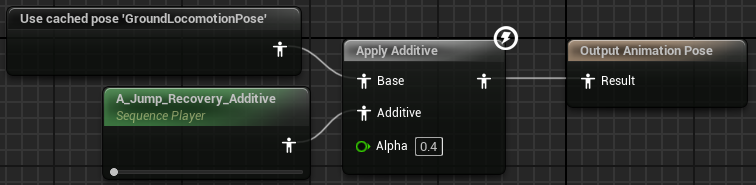 Use cached pose 'GroundLocomotionPose'
A_Jump_Recovery_Additive
Sequence Player
Apply Additive
Base
Additive
Alpha 0.4
Output Animation Pose
Result